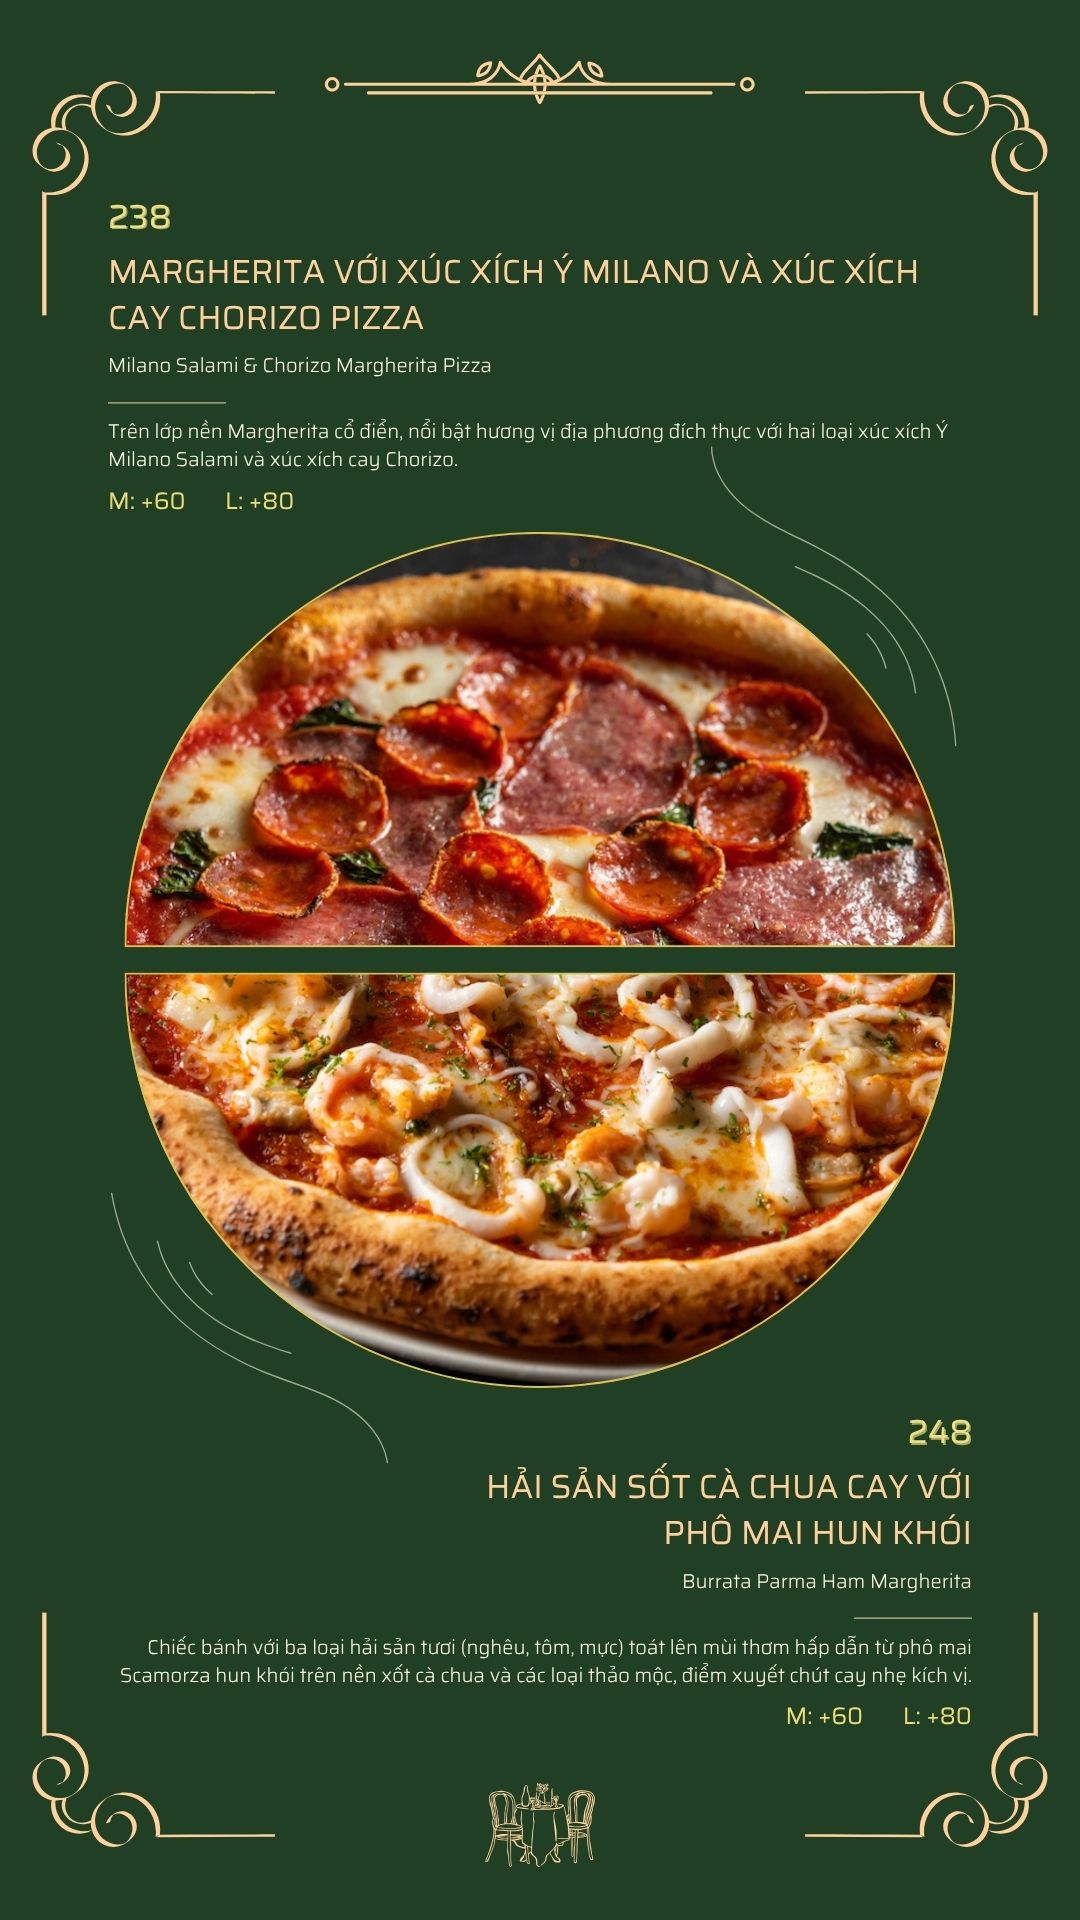 238
MARGHERITA VỚI XÚC XÍCH Ý MILANO VÀ XÚC XÍCH
CAY CHORIZO PIZZA
Milano Salami & Chorizo Margherita Pizza
Trên lớp nền Margherita cổ điển, nổi bật hương vị địa phương đích thực với hai loại xúc xích Ý
Milano Salami và xúc xích cay Chorizo.
M: +60 L: +80
248
HẢI SẢN SỐT CÀ CHUA CAY VỚI
PHÔ MAI HUN KHÓI
Burrata Parma Ham Margherita
Chiếc bánh với ba loại hải sản tươi (nghêu, tôm, mực) toát lên mùi thơm hấp dẫn từ phô mai
Scamorza hun khói trên nền xốt cà chua và các loại thảo mộc, điểm xuyết chút cay nhẹ kích vị.
M: +60 L: +80